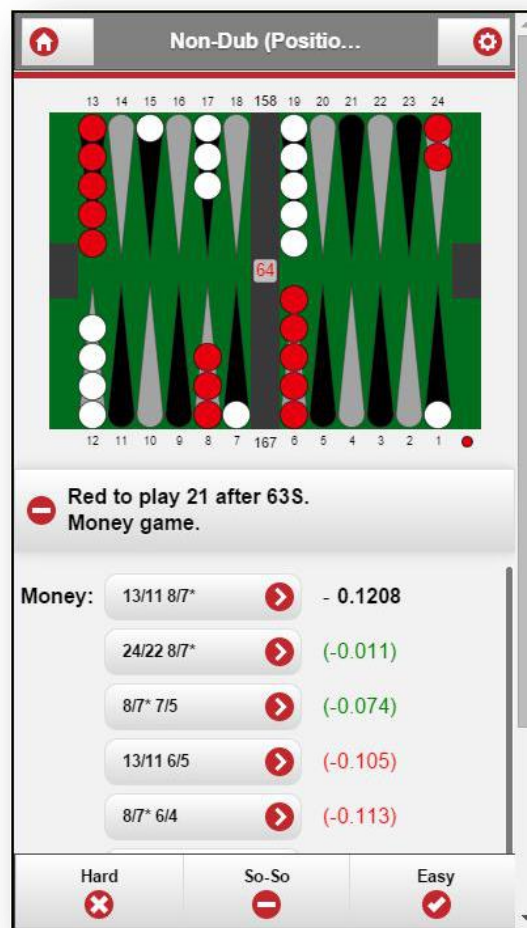 Non-Dub (Positio…
13 14 15 16 17 18 158 19 20 21 22 23 24
64
12 11 10 9 8 7 167 6 5 4 3 2 1
Red to play 21 after 63S.
Money game.
Money: 13/11 8/7* - 0.1208
24/22 8/7* (-0.011)
8/7* 7/5 (-0.074)
13/11 6/5 (-0.105)
8/7* 6/4 (-0.113)
Hard So-So Easy